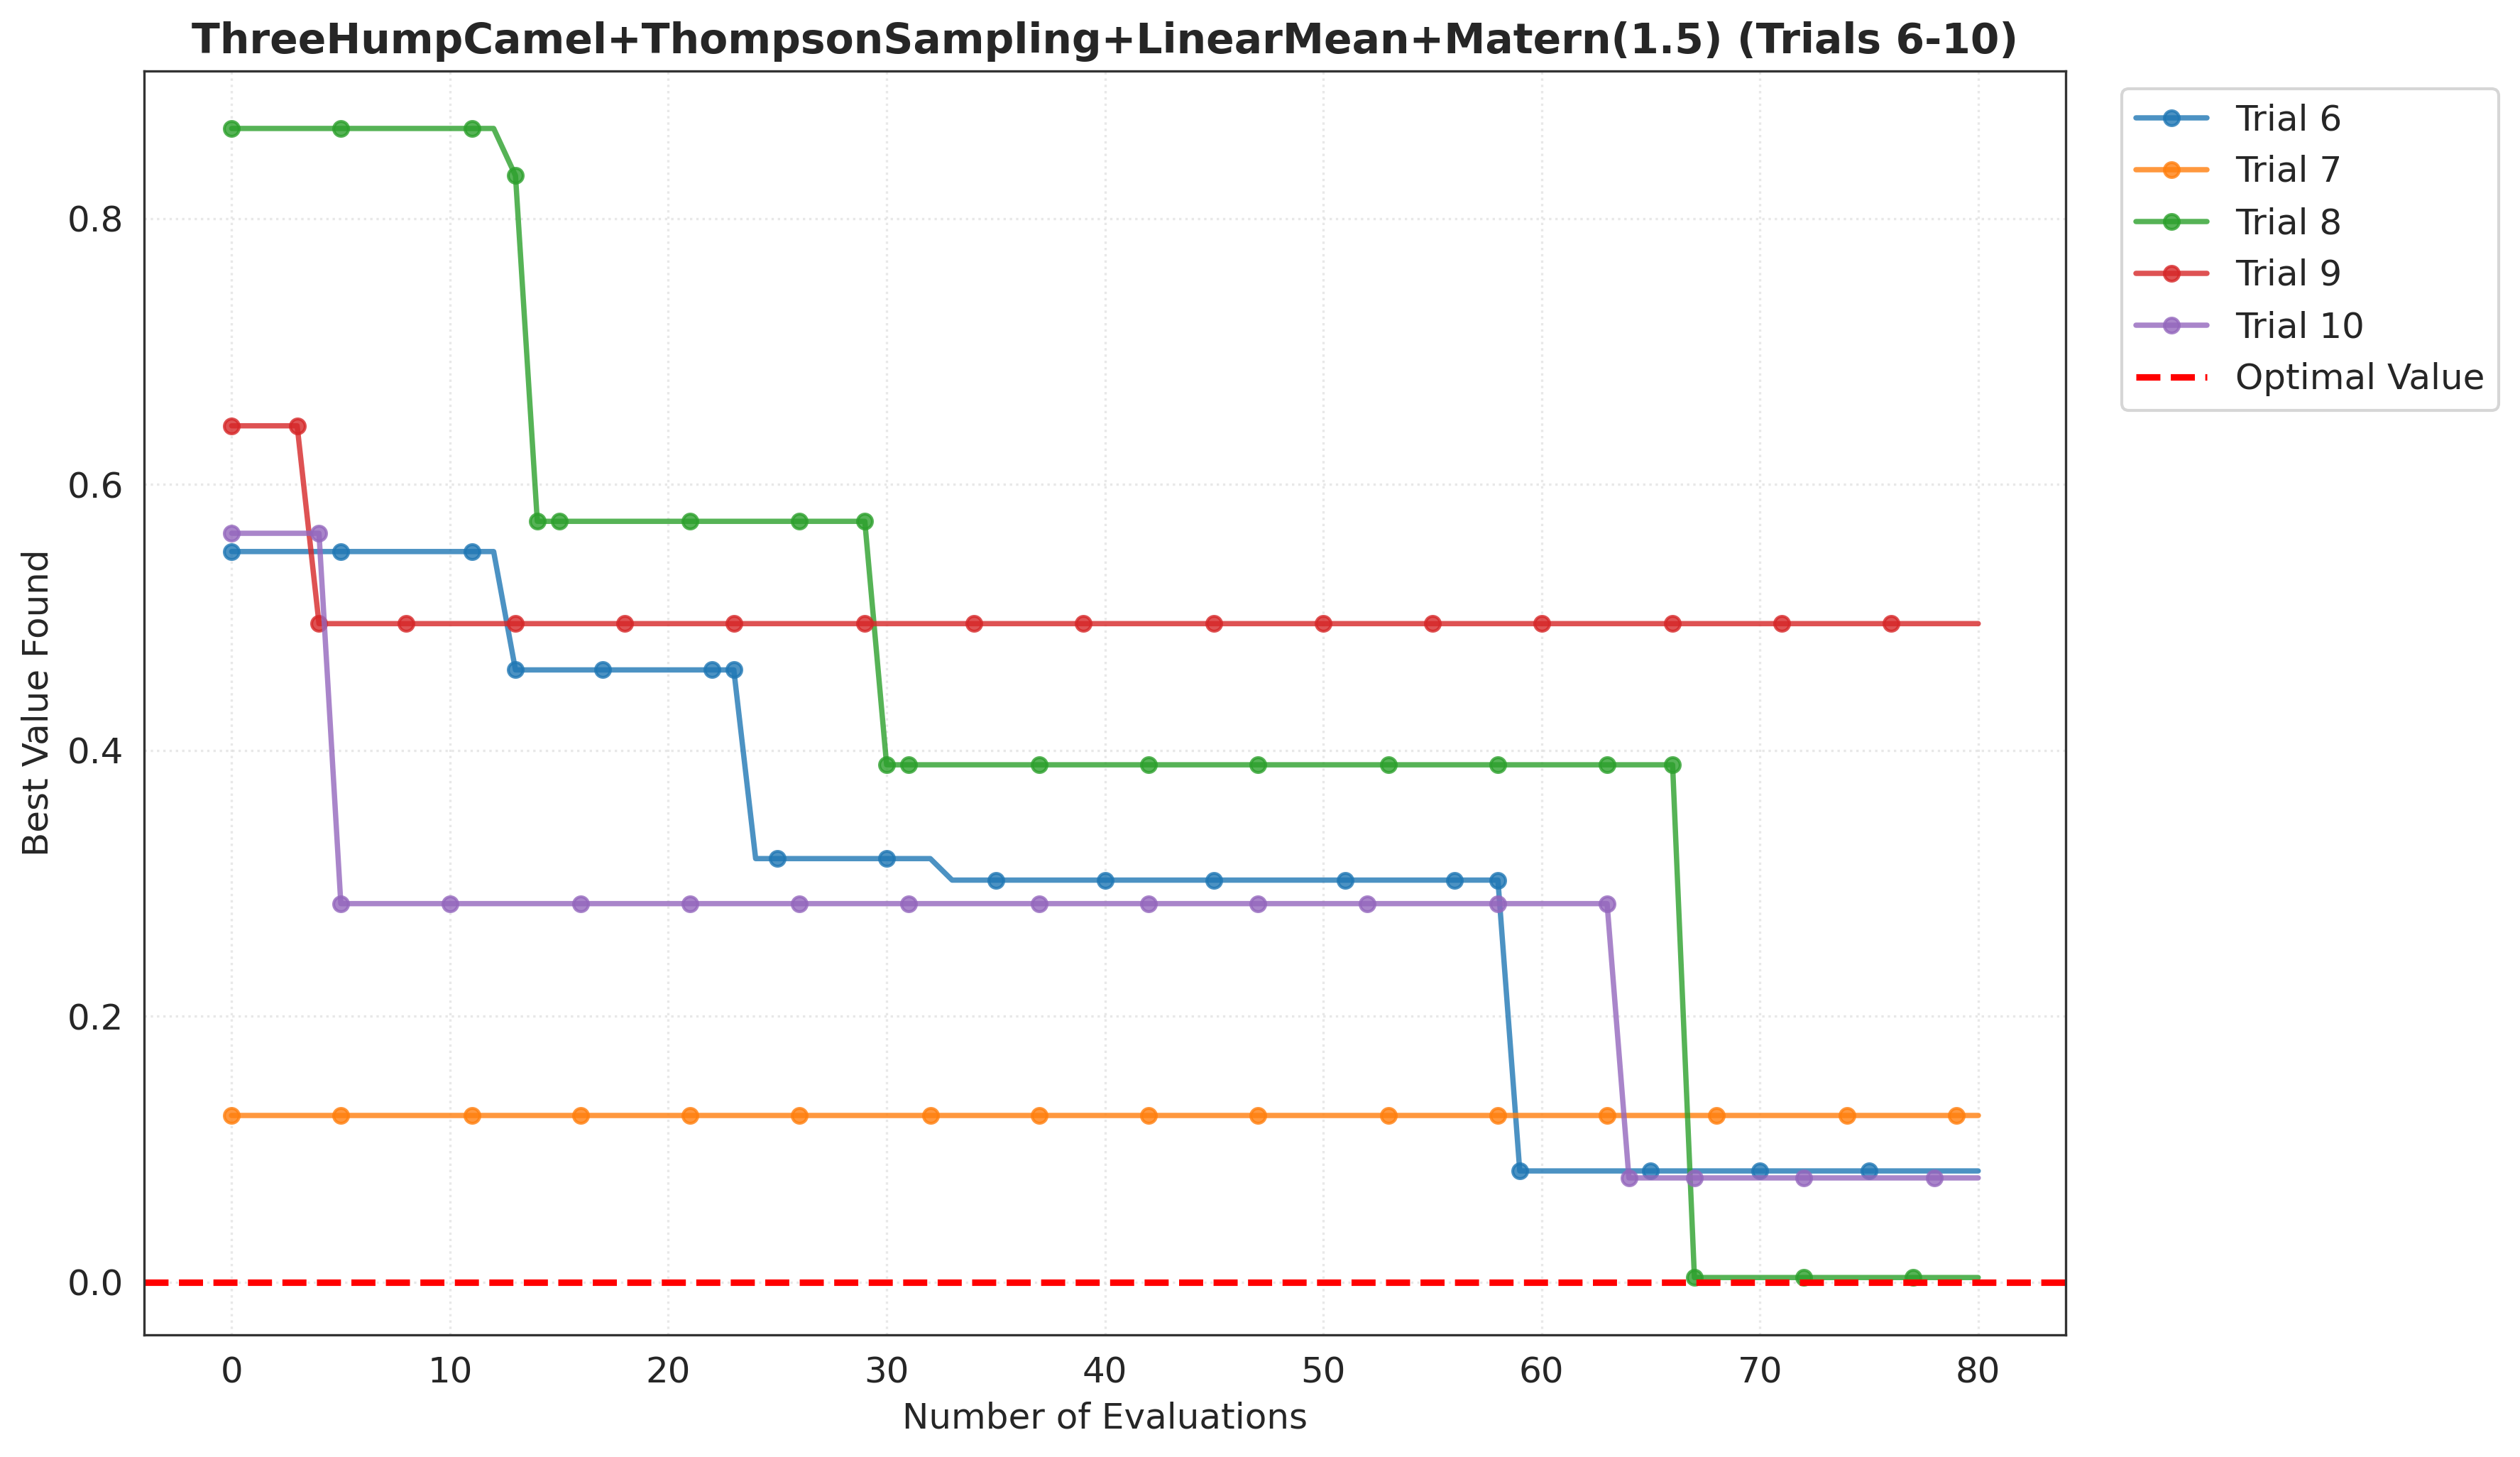 ThreeHumpCamel+ThompsonSampling+LinearMean+Matern(1.5) (Trials 6-10)
Trial 6
Trial 7
Trial 8
Trial 9
Trial 10
Optimal Value
Best Value Found
0.8
0.6
0.4
0.2
0.0
0 10 20 30 40 50 60 70 80
Number of Evaluations